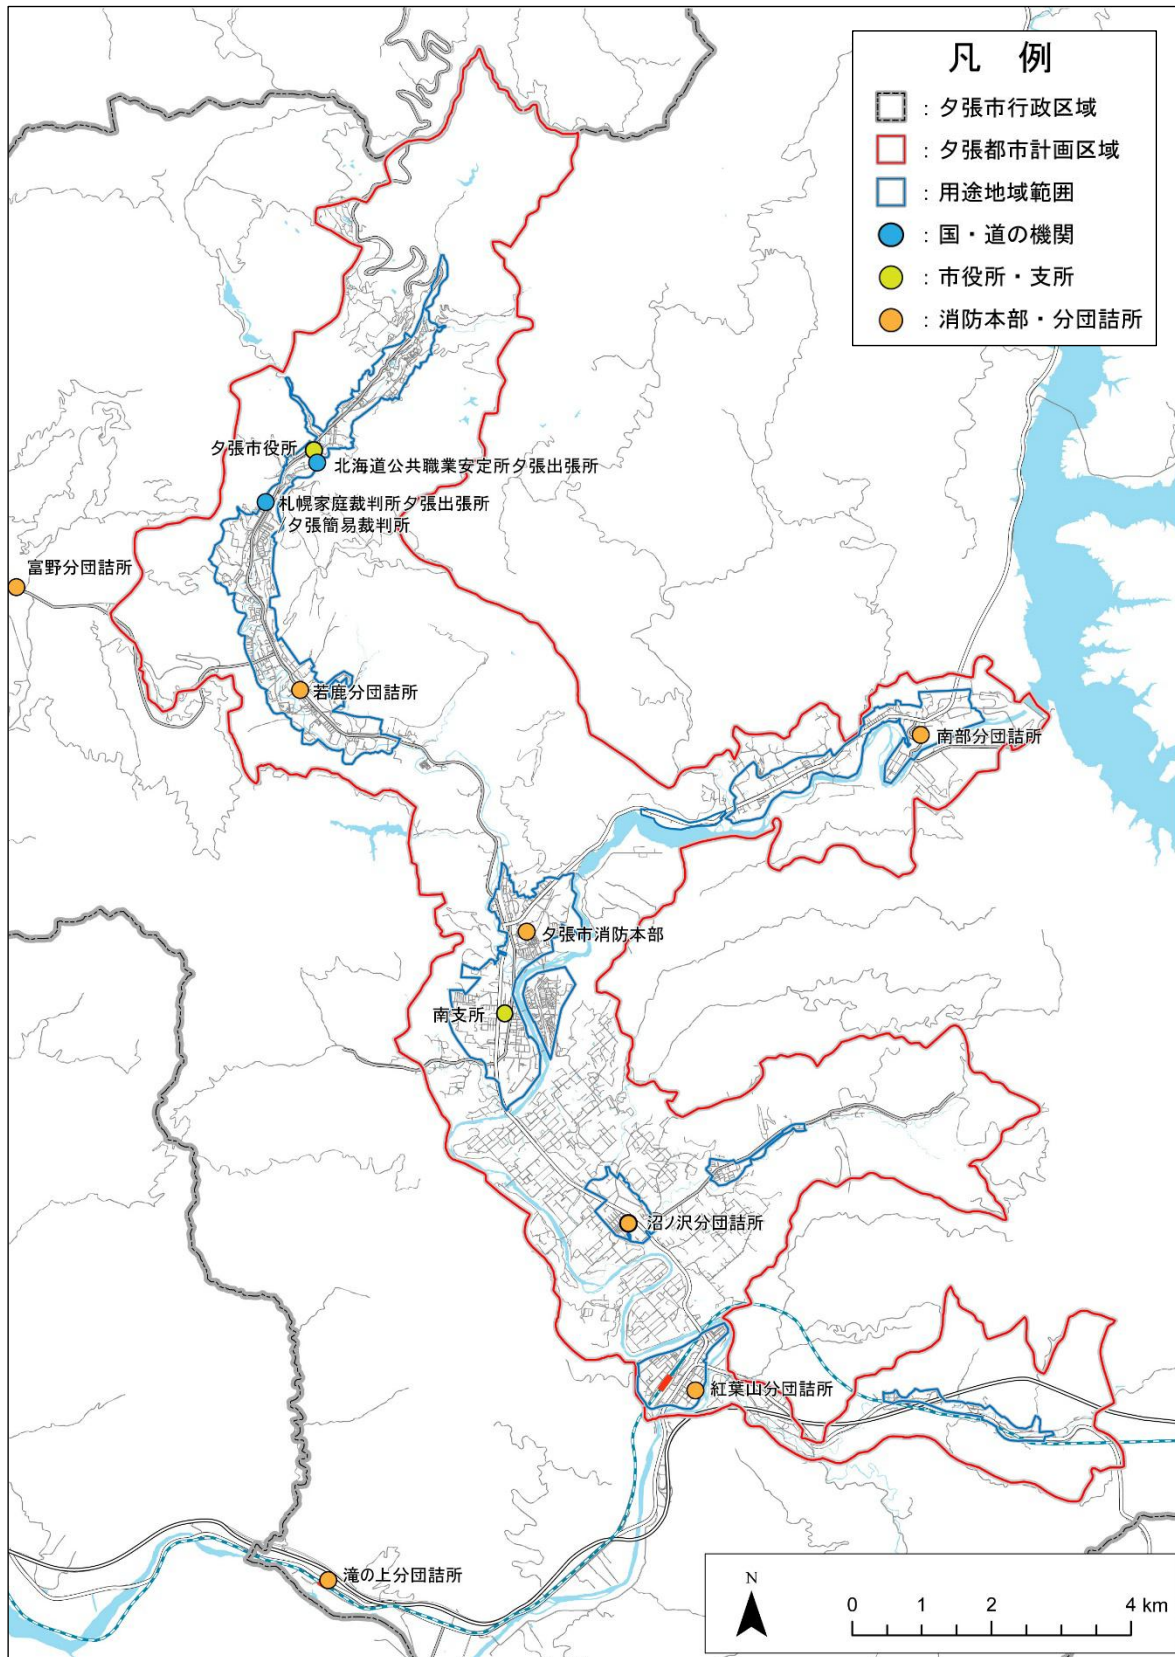 凡 例
：夕張市行政区域
：夕張都市計画区域
：用途地域範囲
：国・道の機関
：市役所・支所
：消防本部・分団詰所
夕張市役所
北海道公共職業安定所夕張出張所
札幌家庭裁判所夕張出張所
夕張簡易裁判所
富野分団詰所
若鹿分団詰所
南部分団詰所
夕張市消防本部
南支所
沼ノ沢分団詰所
紅葉山分団詰所
滝の上分団詰所
N
0 1 2 4 km